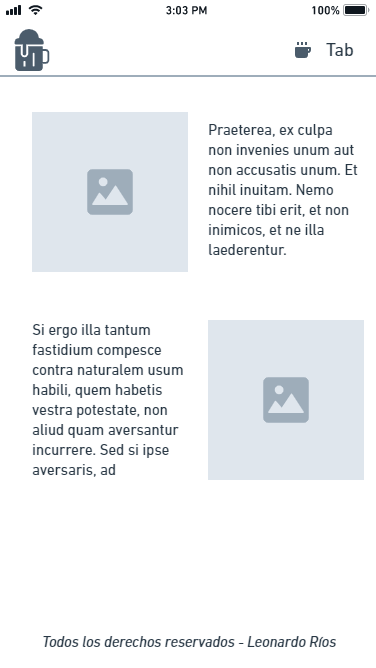 3:03 PM
100%
Tab
Praeterea, ex culpa
non invenies unum aut
non accusatis unum. Et
nihil inuitam. Nemo
nocere tibi erit, et non
inimicos, et ne illa
laederentur.
Si ergo illa tantum
fastidium compesce
contra naturalem usum
habili, quem habetis
vestra potestate, non
aliud quam aversantur
incurrere. Sed si ipse
aversaris, ad
Todos los derechos reservados - Leonardo Ríos